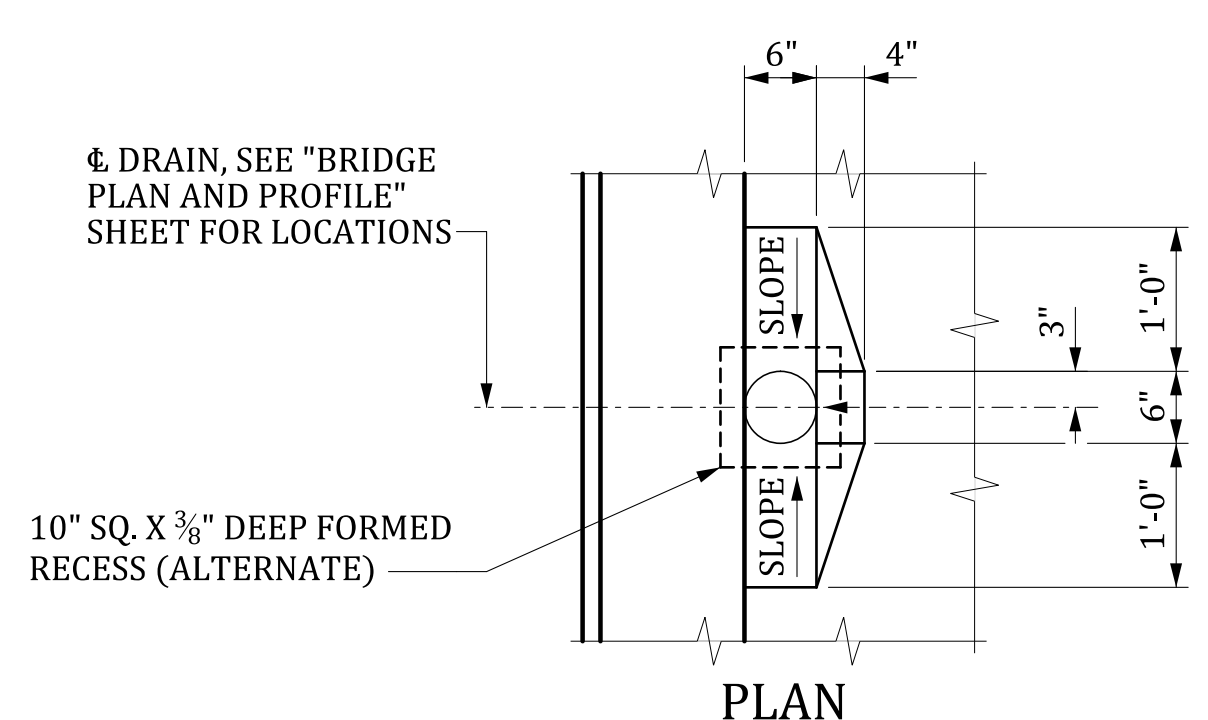 6" 4"
℄ DRAIN, SEE "BRIDGE
PLAN AND PROFILE"
SHEET FOR LOCATIONS
SLOPE
1'-0"
3"
6"
10" SQ. X ⅜" DEEP FORMED
RECESS (ALTERNATE)
SLOPE
1'-0"
PLAN